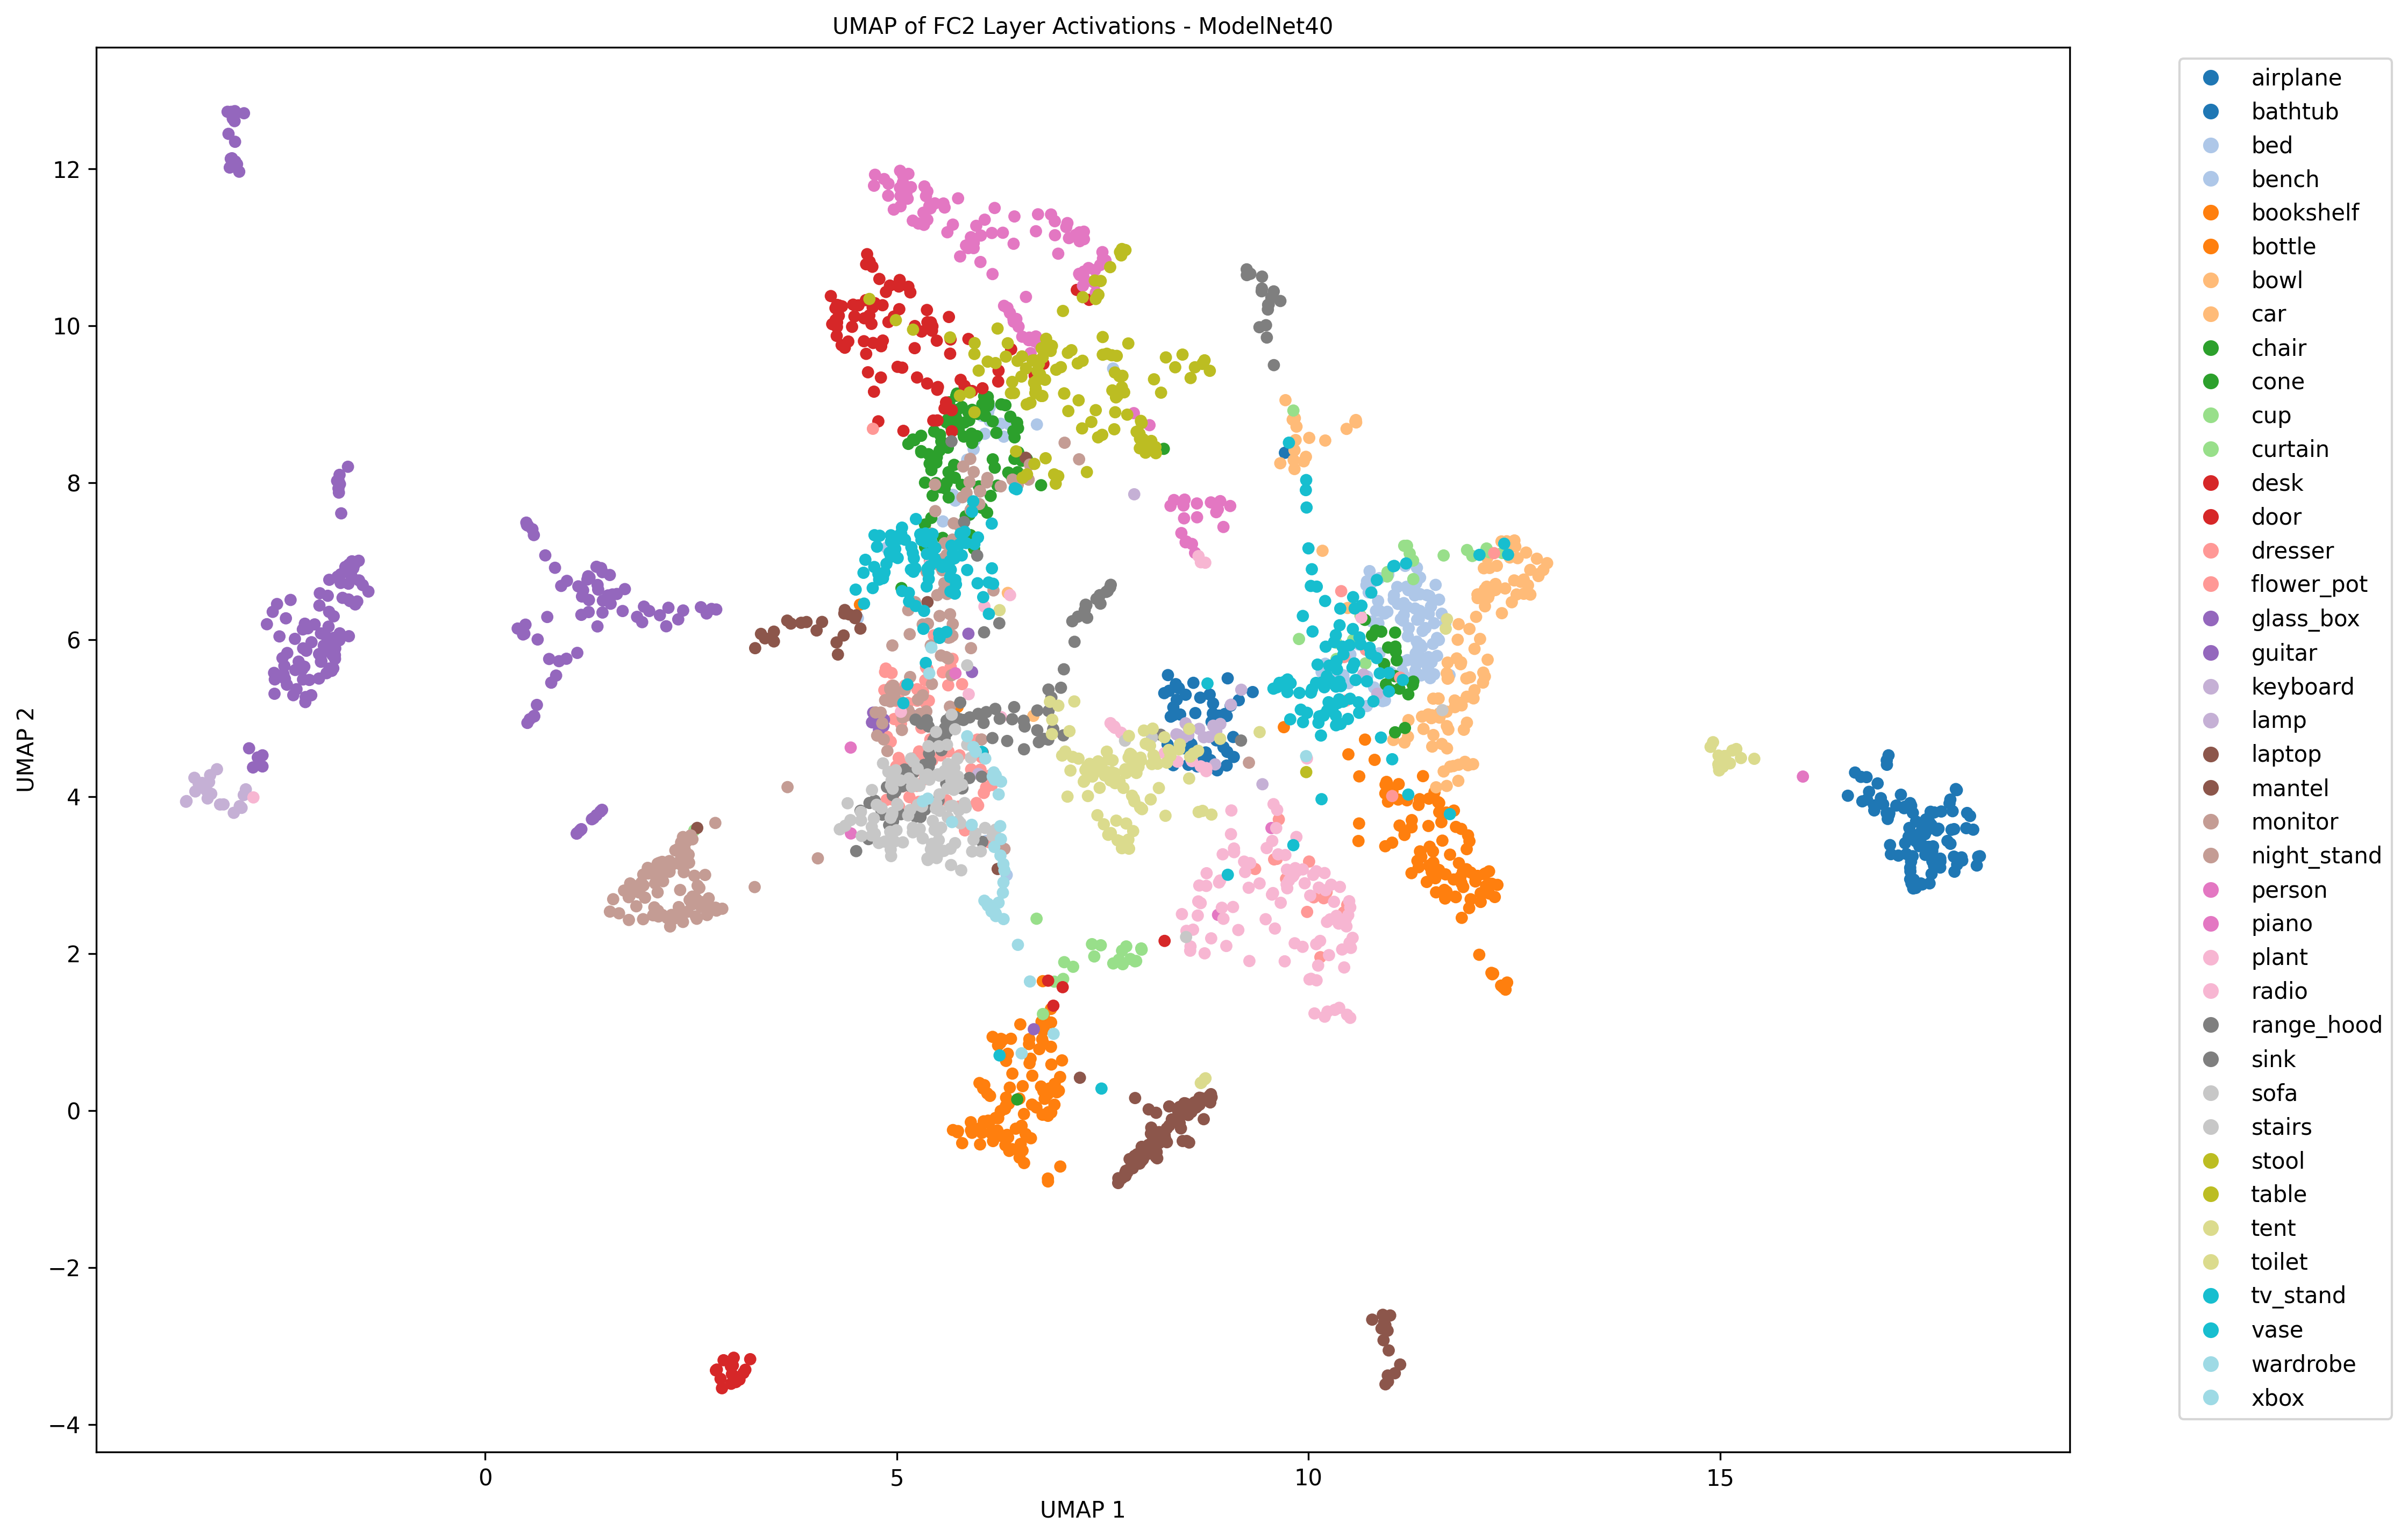 UMAP of FC2 Layer Activations - ModelNet40
12
10
8
6
4
2
0
−2
−4
UMAP 2
0 5 10 15
UMAP 1
airplane
bathtub
bed
bench
bookshelf
bottle
bowl
car
chair
cone
cup
curtain
desk
door
dresser
flower_pot
glass_box
guitar
keyboard
lamp
laptop
mantel
monitor
night_stand
person
piano
plant
radio
range_hood
sink
sofa
stairs
stool
table
tent
toilet
tv_stand
vase
wardrobe
xbox